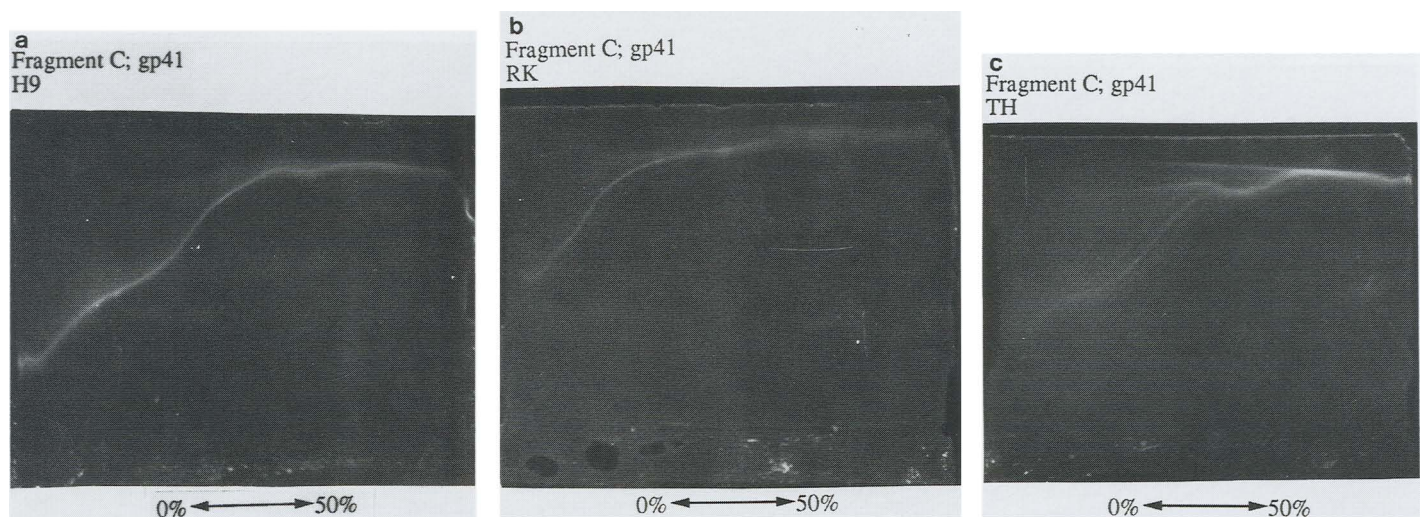 a
Fragment C; gp41
H9
0% 50%
b
Fragment C; gp41
RK
0% 50%
c
Fragment C; gp41
TH
0% 50%